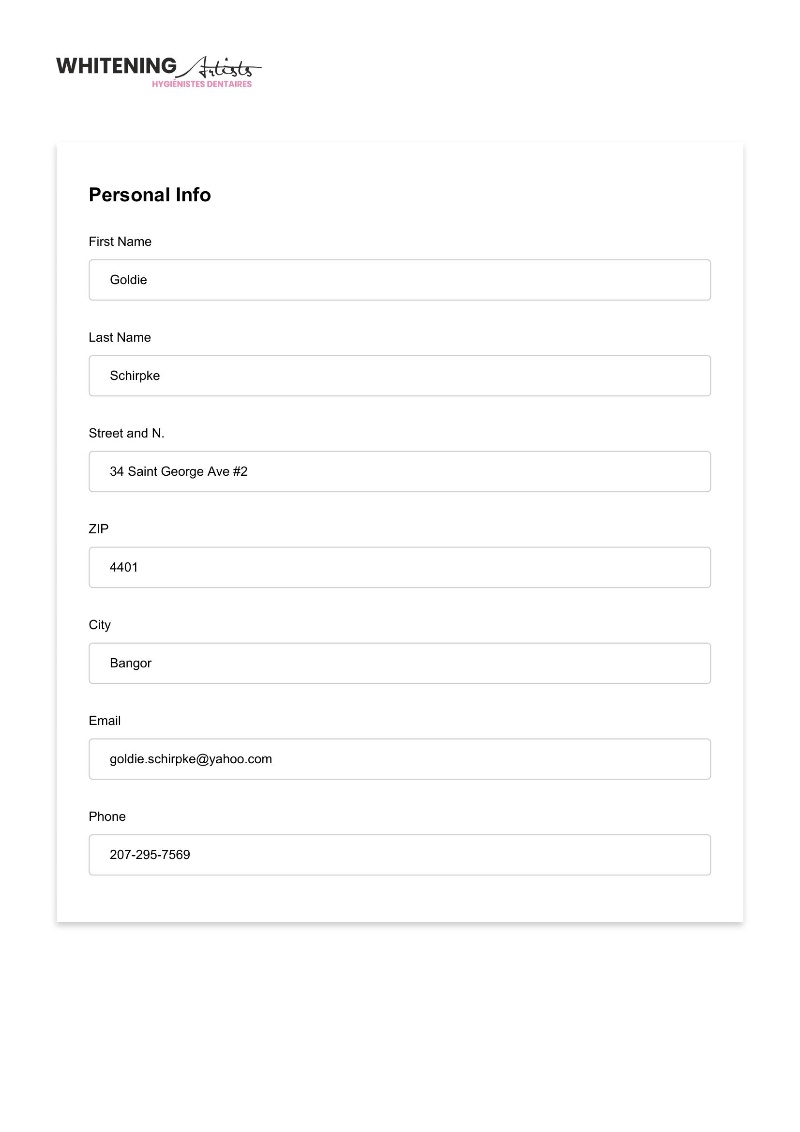 WHITENING Artists
HYGIÉNISTES DENTAIRES
Personal Info
First Name
Goldie
Last Name
Schirpke
Street and N.
34 Saint George Ave #2
ZIP
4401
City
Bangor
Email
goldie.schirpke@yahoo.com
Phone
207-295-7569